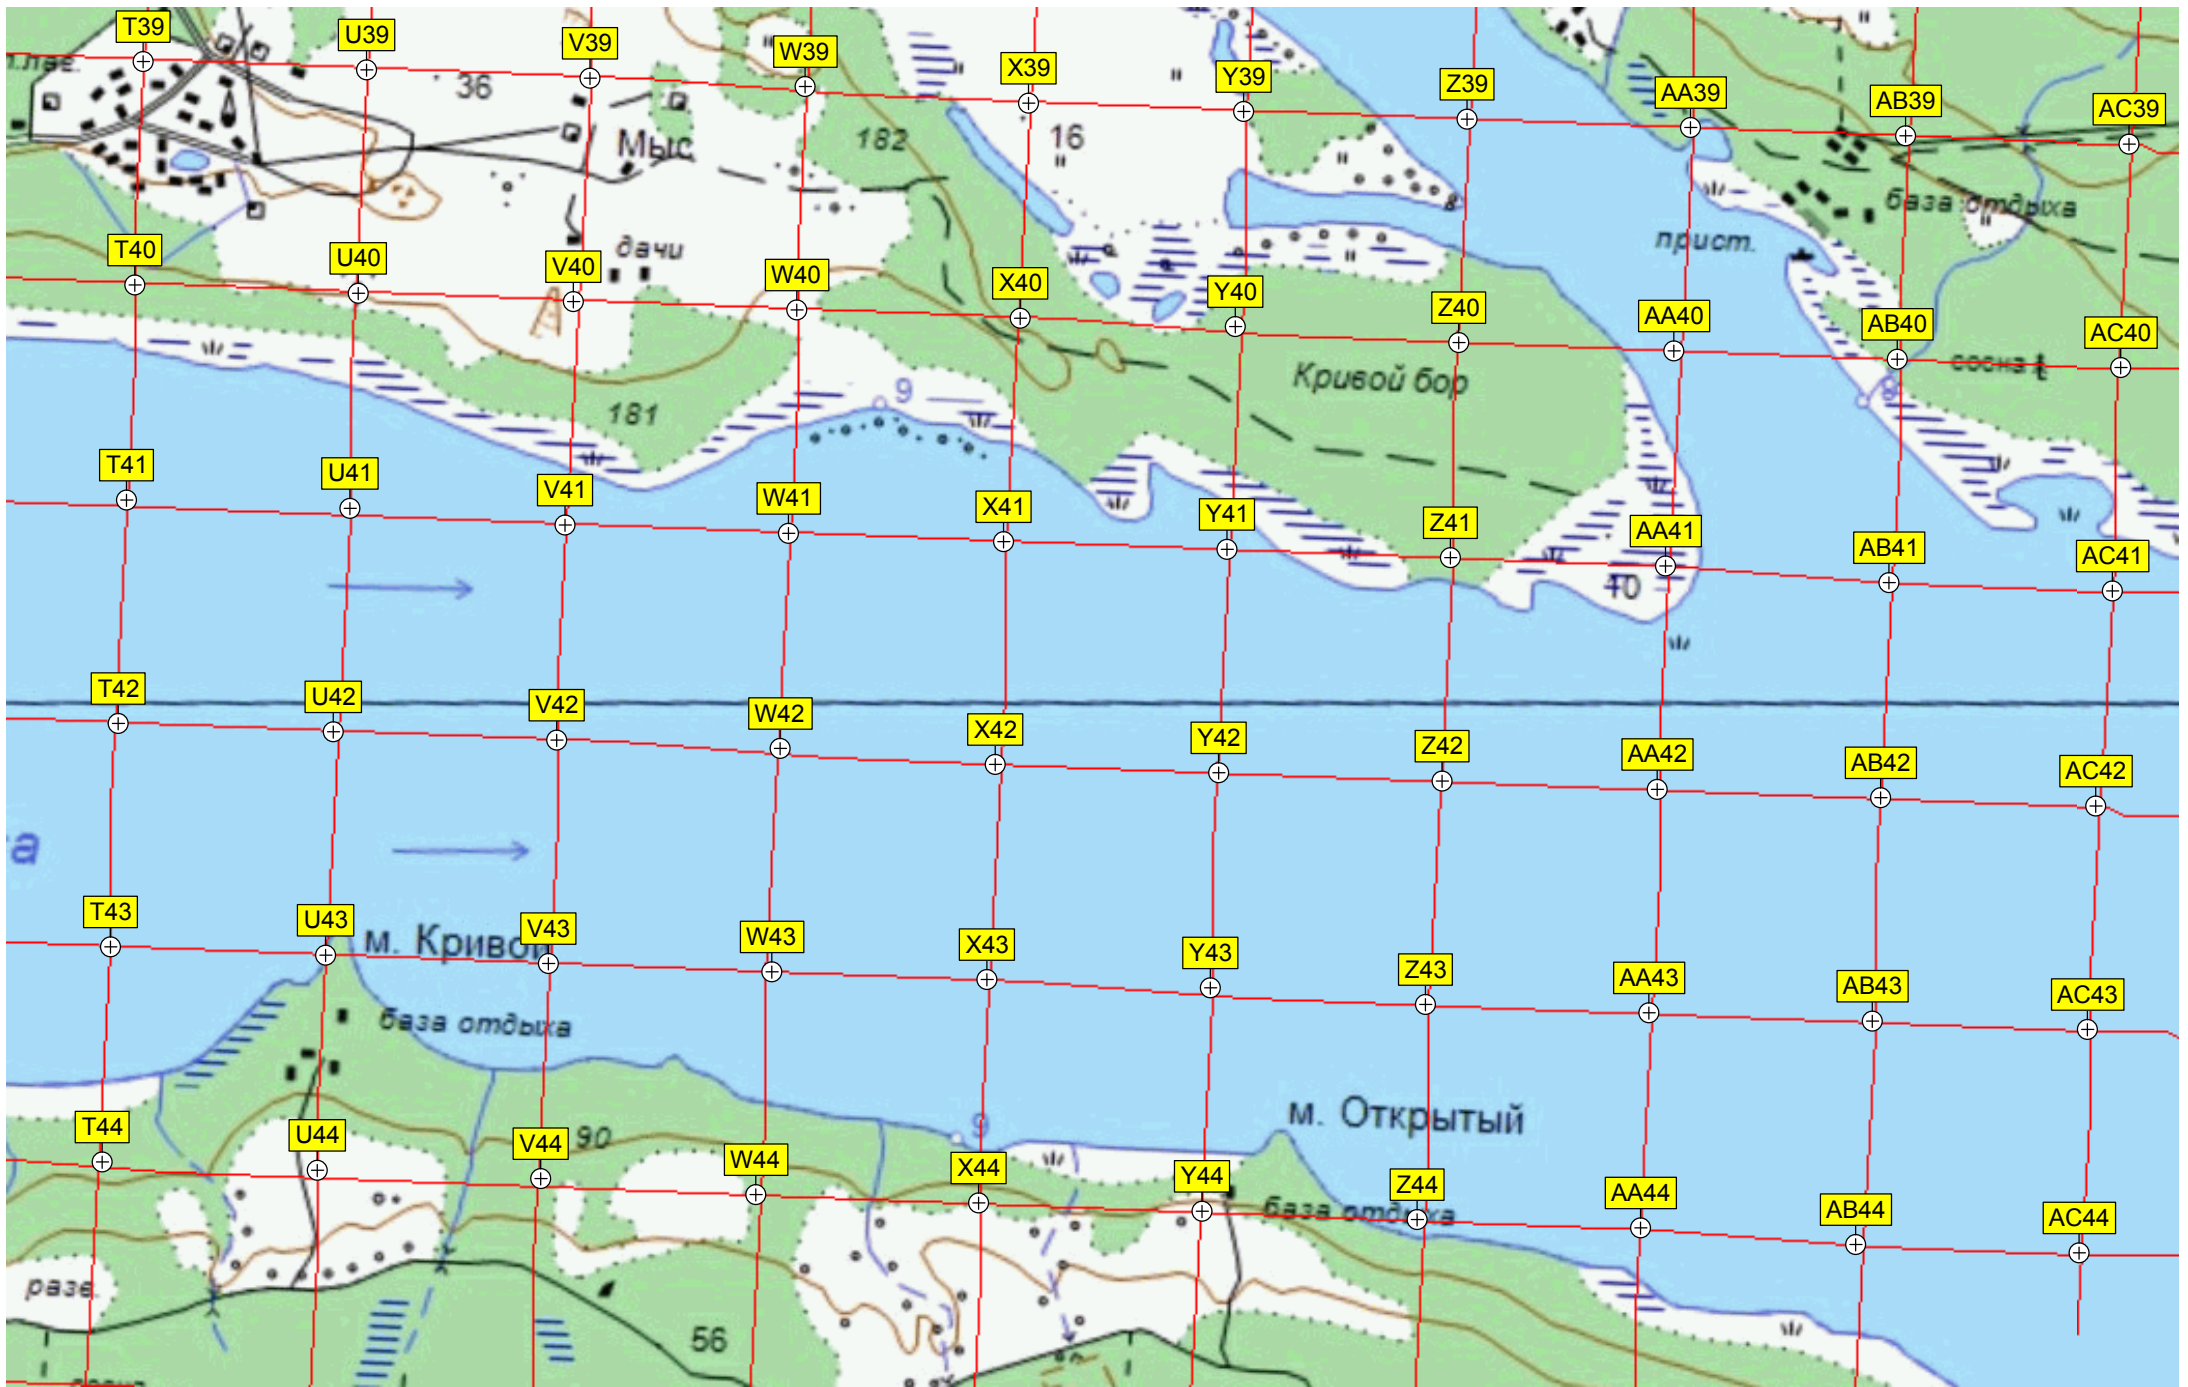 T39 U39 V39 W39 X39 Y39 Z39 AA39 AB39 AC39
36
182
16
Мыс
8
база отдыха
прист.
дачи
T40 U40 V40 W40 X40 Y40 Z40 AA40 AB40 AC40
сосна
9
8
Кривой бор
181
T41 U41 V41 W41 X41 Y41 Z41 AA41 AB41 AC41
10
T42 U42 V42 W42 X42 Y42 Z42 AA42 AB42 AC42
а
T43 U43 V43 W43 X43 Y43 Z43 AA43 AB43 AC43
м. Кривой
база отдыха
м. Открытый
9
90
T44 U44 V44 W44 X44 Y44 Z44 AA44 AB44 AC44
база отдыха
разв.
56